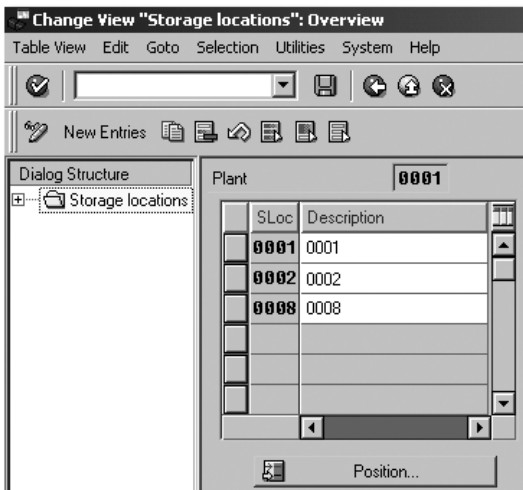 Change View "Storage locations": Overview
Table View Edit Goto Selection Utilities System Help
New Entries
Dialog Structure
Storage locations
Plant 0001
SLoc Description
0001 0001
0002 0002
0008 0008
Position...